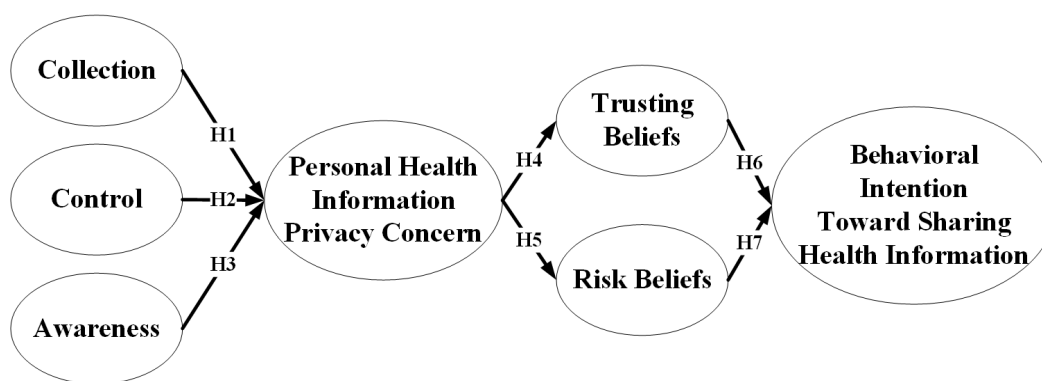 Collection
Control
Awareness
H1
H2
H3
Personal Health
Information
Privacy Concern
H4
H5
Trusting
Beliefs
Risk Beliefs
H6
H7
Behavioral
Intention
Toward Sharing
Health Information